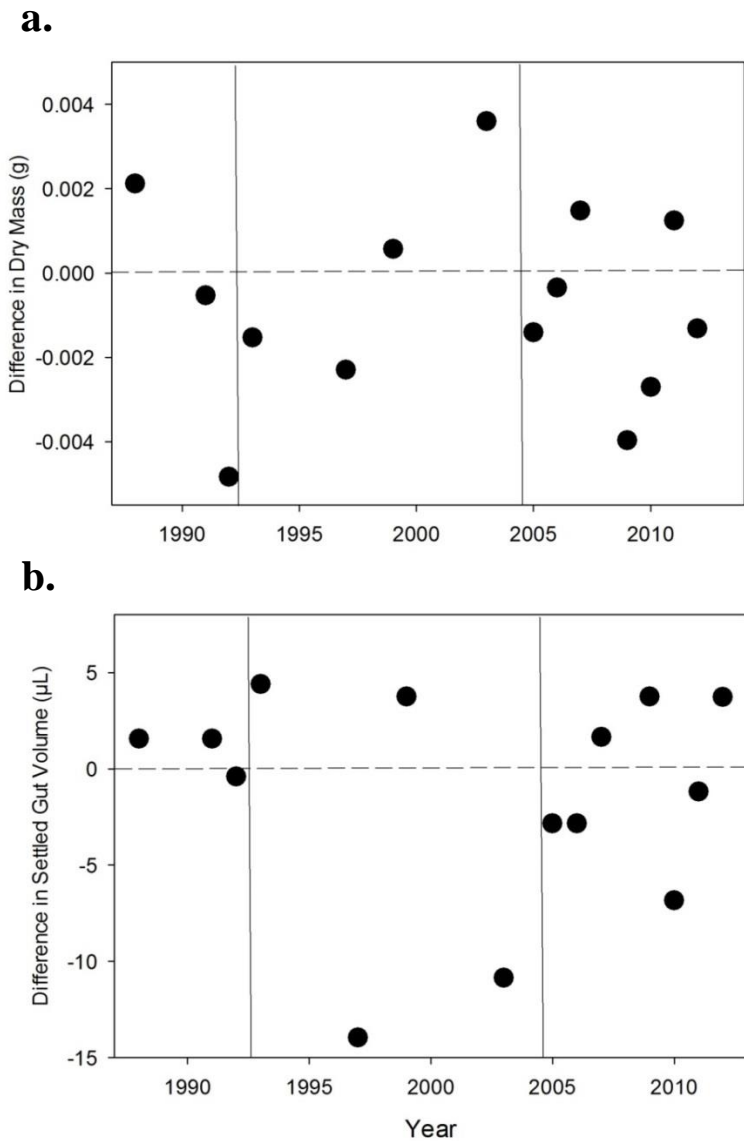 a.
Difference in Dry Mass (g)
0.004
0.002
0.000
-0.002
-0.004
1990 1995 2000 2005 2010
b.
Difference in Settled Gut Volume (µL)
5
0
-5
-10
-15
1990 1995 2000 2005 2010
Year